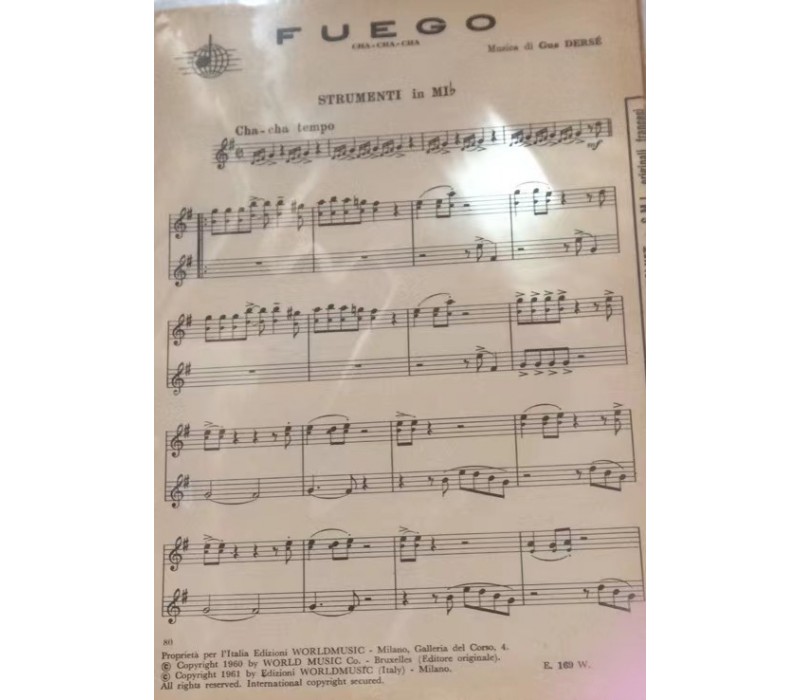 FUEGO
CHA-CHA-CHA
Musica di Gus DERSÉ
STRUMENTI in MI♭
Cha-cha tempo
mf
80
Proprietà per l'Italia Edizioni WORLDMUSIC - Milano, Galleria del Corso, 4.
© Copyright 1960 by WORLD MUSIC Co. - Bruxelles (Editore originale).
© Copyright 1961 by Edizioni WORLDMUSIC (Italy) - Milano.
All rights reserved. International copyright secured.
E. 169 W.
originali francesi